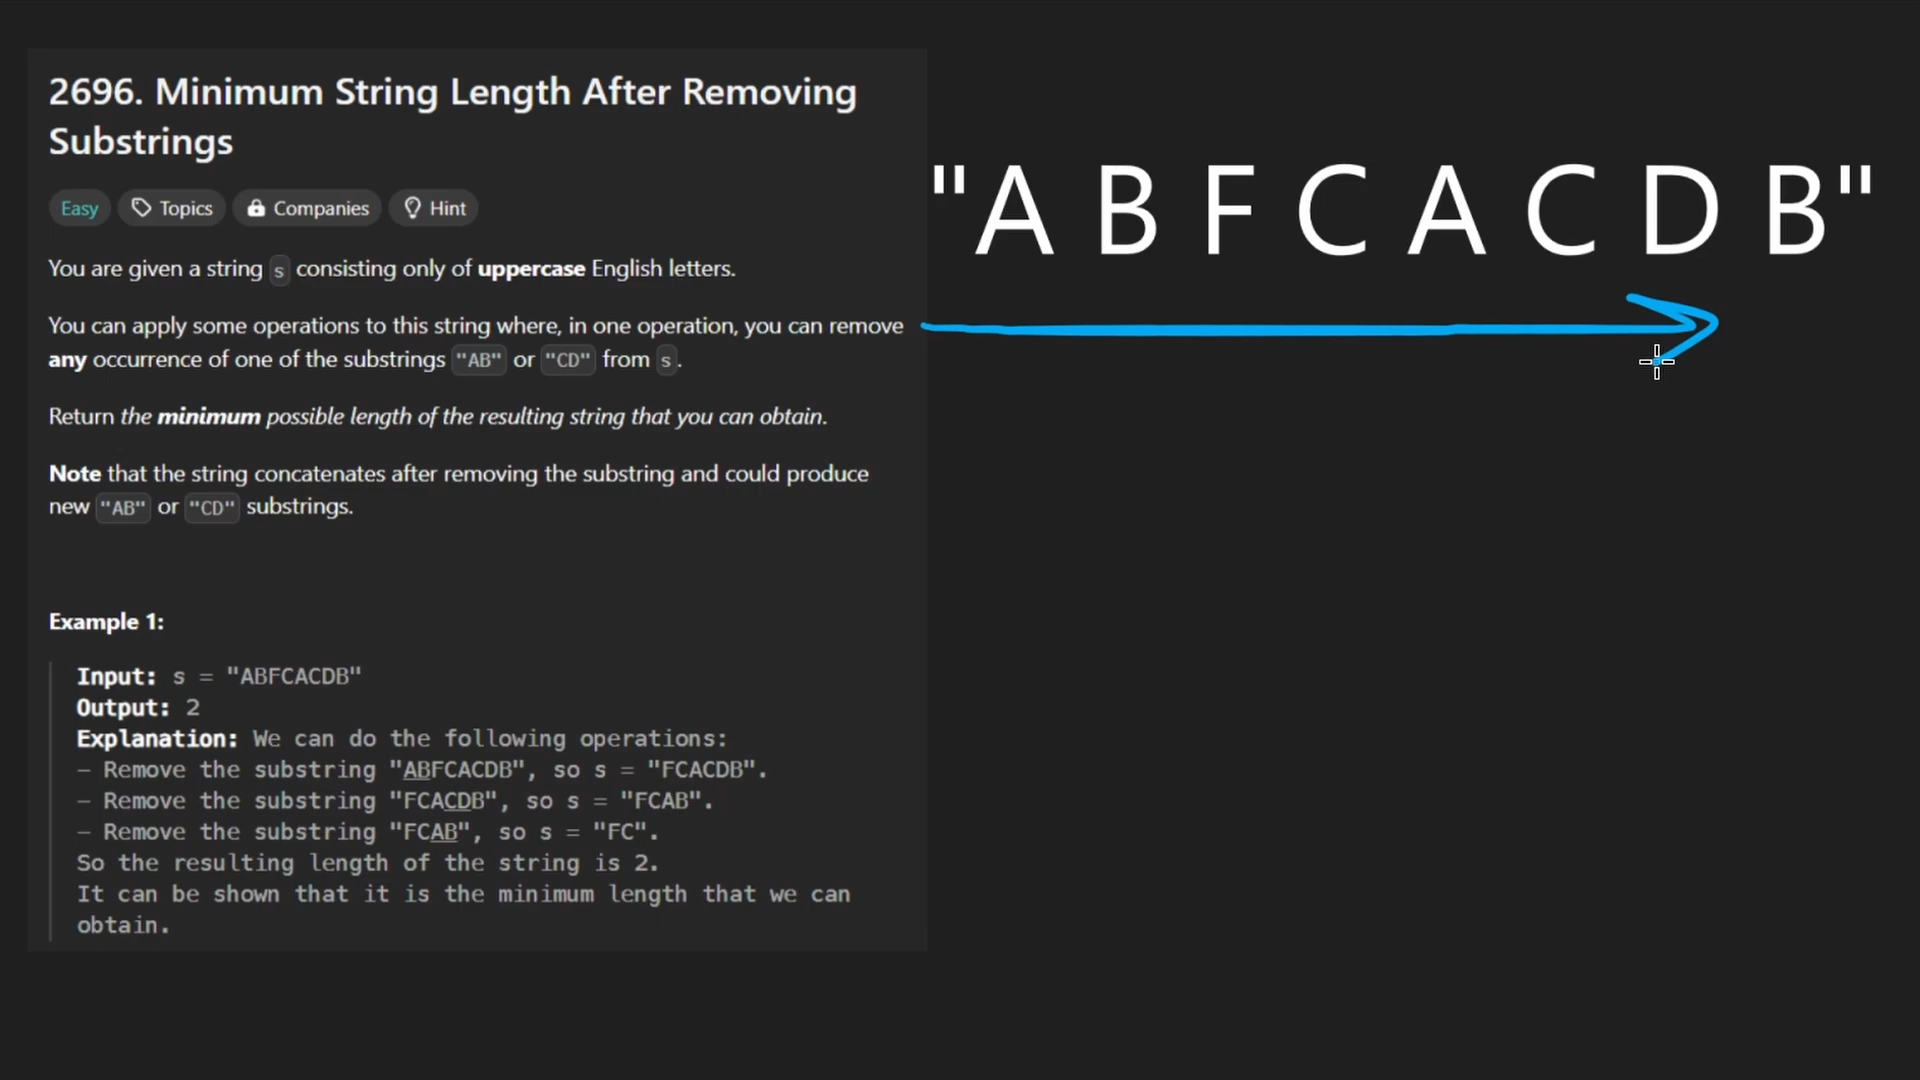 2696. Minimum String Length After Removing
Substrings
Easy Topics Companies Hint
You are given a string s consisting only of uppercase English letters.
You can apply some operations to this string where, in one operation, you can remove
any occurrence of one of the substrings "AB" or "CD" from s.
Return the minimum possible length of the resulting string that you can obtain.
Note that the string concatenates after removing the substring and could produce
new "AB" or "CD" substrings.
Example 1:
Input: s = "ABFCACDB"
Output: 2
Explanation: We can do the following operations:
– Remove the substring "ABFCACDB", so s = "FCACDB".
– Remove the substring "FCACDB", so s = "FCAB".
– Remove the substring "FCAB", so s = "FC".
So the resulting length of the string is 2.
It can be shown that it is the minimum length that we can
obtain.
"A B F C A C D B"